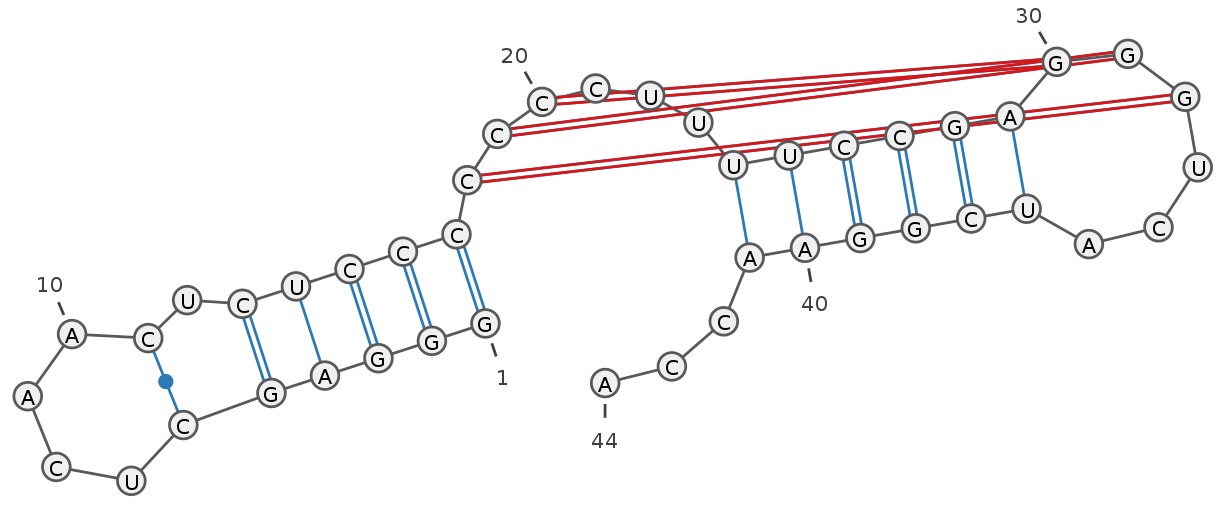 30
20
G G
C C U G
C U U U C C G A
C U
C C A A G G C U
U C U C C
10
A C
40
G A G G G
1
A C
C U
C
A C C
44